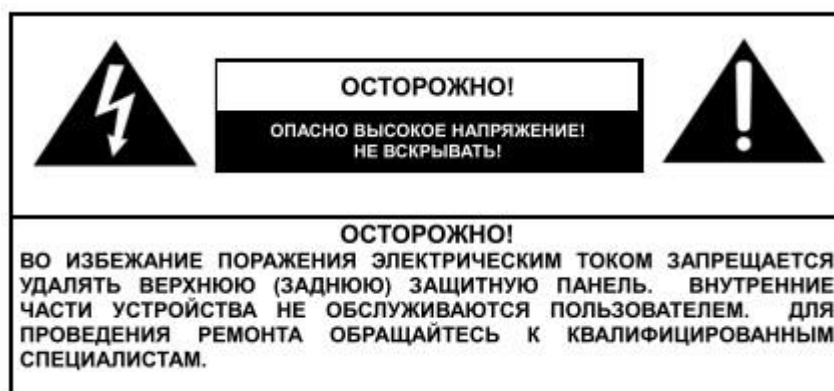 ОСТОРОЖНО!
ОПАСНО ВЫСОКОЕ НАПРЯЖЕНИЕ!
НЕ ВСКРЫВАТЬ!
ОСТОРОЖНО!
ВО ИЗБЕЖАНИЕ ПОРАЖЕНИЯ ЭЛЕКТРИЧЕСКИМ ТОКОМ ЗАПРЕЩАЕТСЯ
УДАЛЯТЬ ВЕРХНЮЮ (ЗАДНЮЮ) ЗАЩИТНУЮ ПАНЕЛЬ. ВНУТРЕННИЕ
ЧАСТИ УСТРОЙСТВА НЕ ОБСЛУЖИВАЮТСЯ ПОЛЬЗОВАТЕЛЕМ. ДЛЯ
ПРОВЕДЕНИЯ РЕМОНТА ОБРАЩАЙТЕСЬ К КВАЛИФИЦИРОВАННЫМ
СПЕЦИАЛИСТАМ.